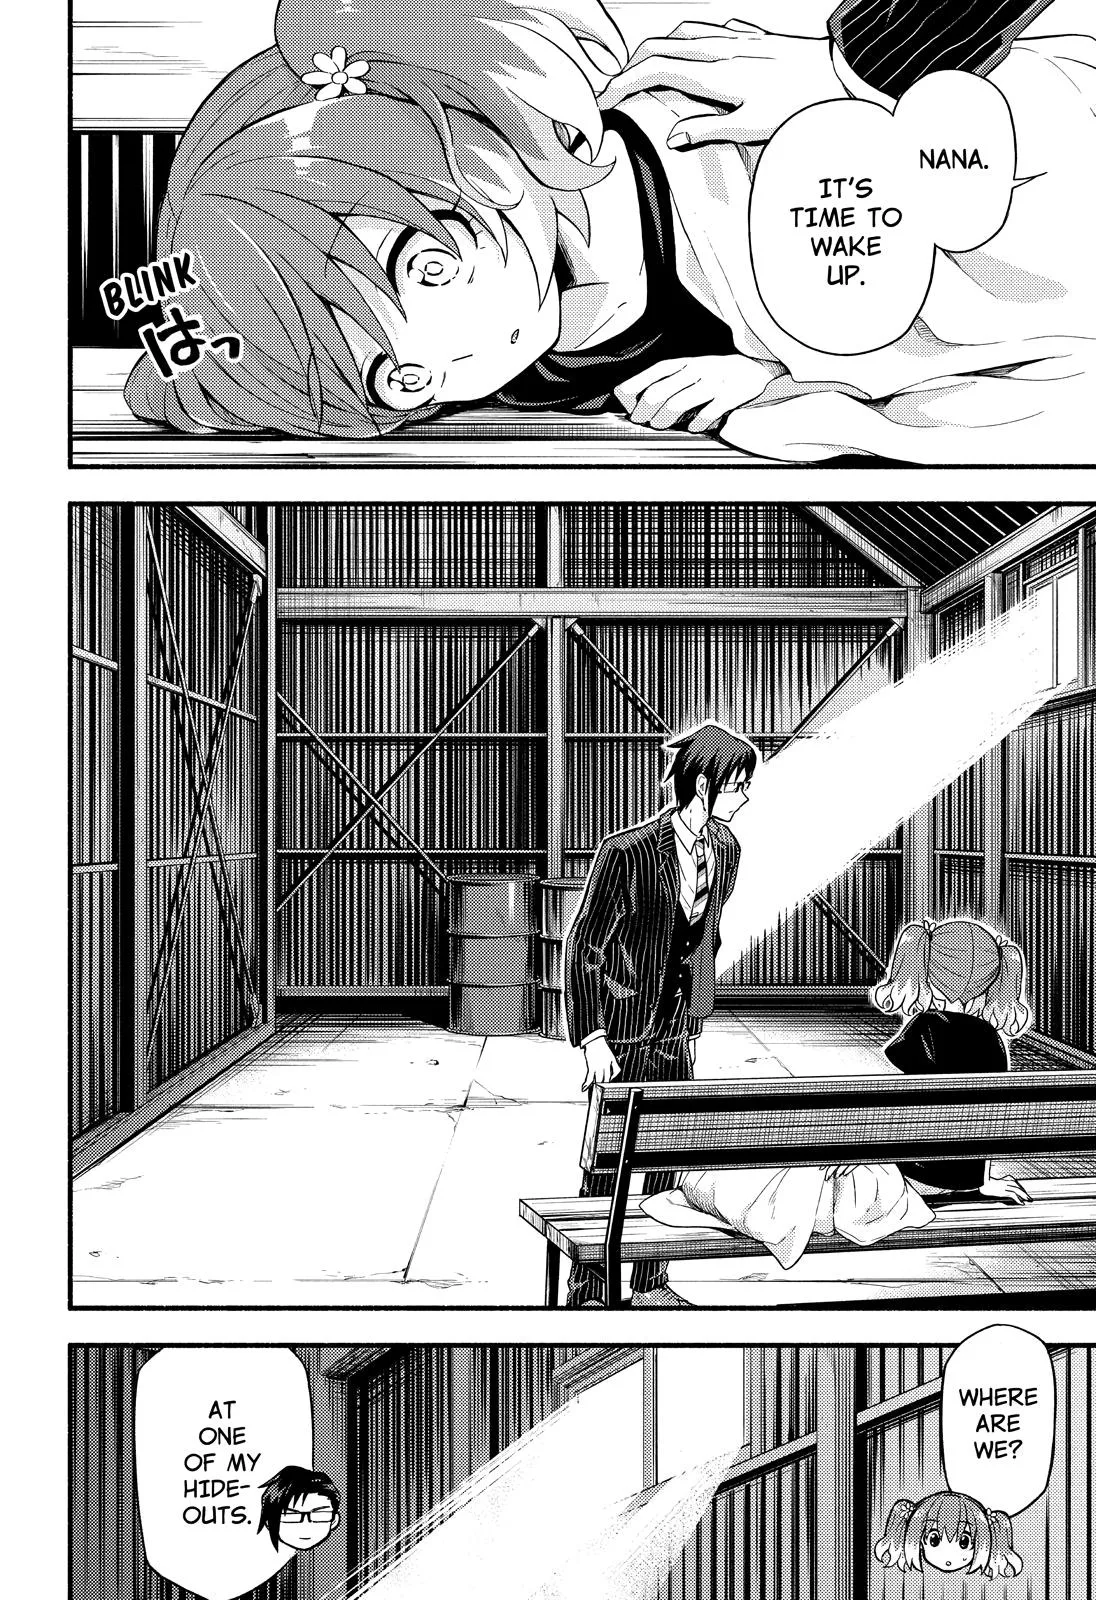 NANA.
IT'S
TIME TO
WAKE
UP.
BLINK
はっ
WHERE
ARE
WE?
AT
ONE
OF MY
HIDE-
OUTS.